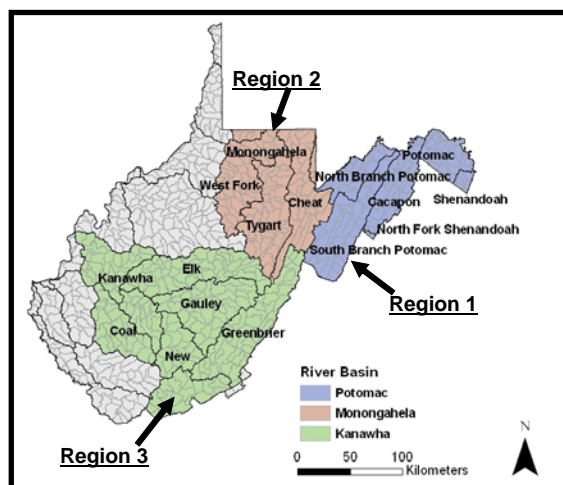 Region 2
Monongahela
Potomac
North Branch Potomac
West Fork
Shenandoah
Cheat
Cacapon
Tygart
North Fork Shenandoah
South Branch Potomac
Elk
Kanawha
Region 1
Gauley
Coal
Greenbrier
New
River Basin
Potomac
Monongahela
Kanawha
Region 3
N
0 50 100
Kilometers